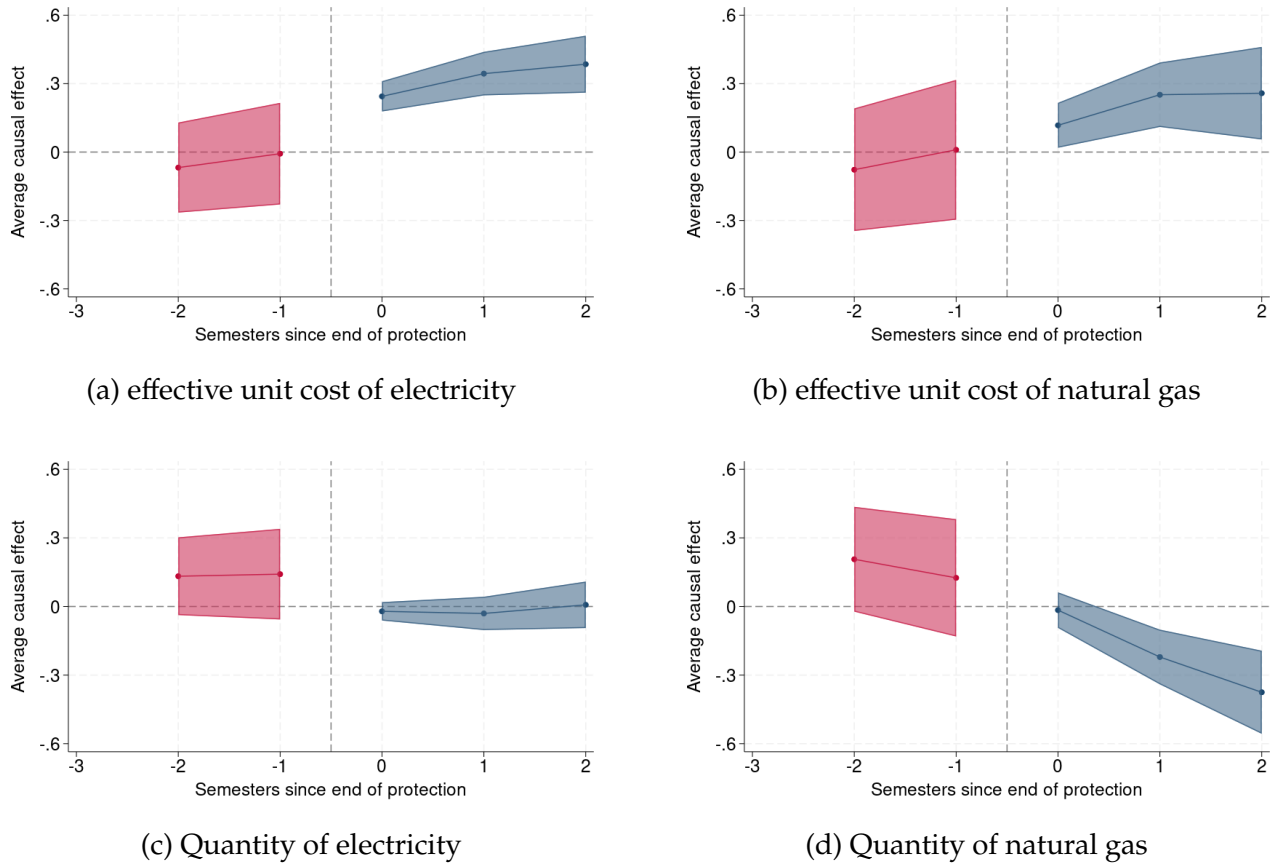 .6
.3
0
-.3
-.6
Average causal effect
-3 -2 -1 0 1 2
Semesters since end of protection
(a) effective unit cost of electricity
.6
.3
0
-.3
-.6
Average causal effect
-3 -2 -1 0 1 2
Semesters since end of protection
(b) effective unit cost of natural gas
.6
.3
0
-.3
-.6
Average causal effect
-3 -2 -1 0 1 2
Semesters since end of protection
(c) Quantity of electricity
.6
.3
0
-.3
-.6
Average causal effect
-3 -2 -1 0 1 2
Semesters since end of protection
(d) Quantity of natural gas